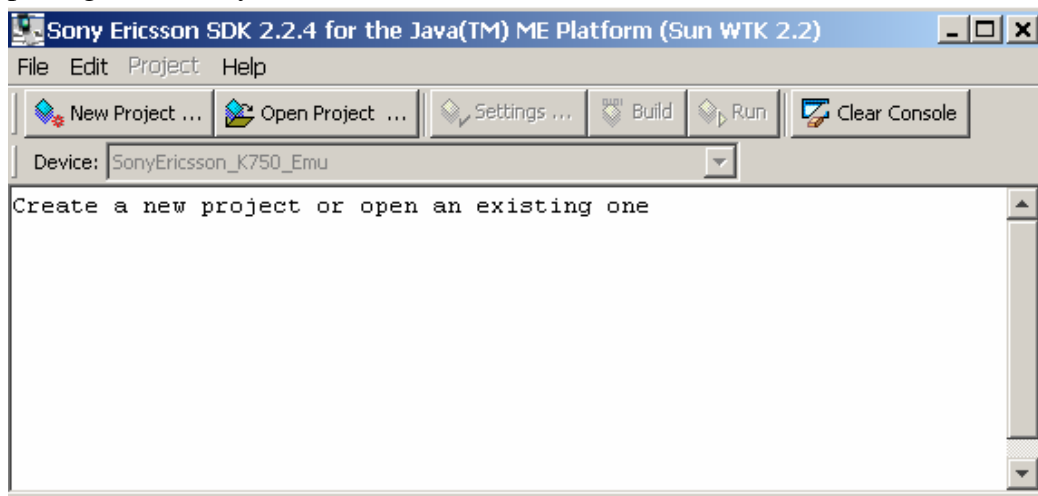 Sony Ericsson SDK 2.2.4 for the Java(TM) ME Platform (Sun WTK 2.2)
File Edit Project Help
New Project ... Open Project ... Settings ... Build Run Clear Console
Device: SonyEricsson_K750_Emu
Create a new project or open an existing one